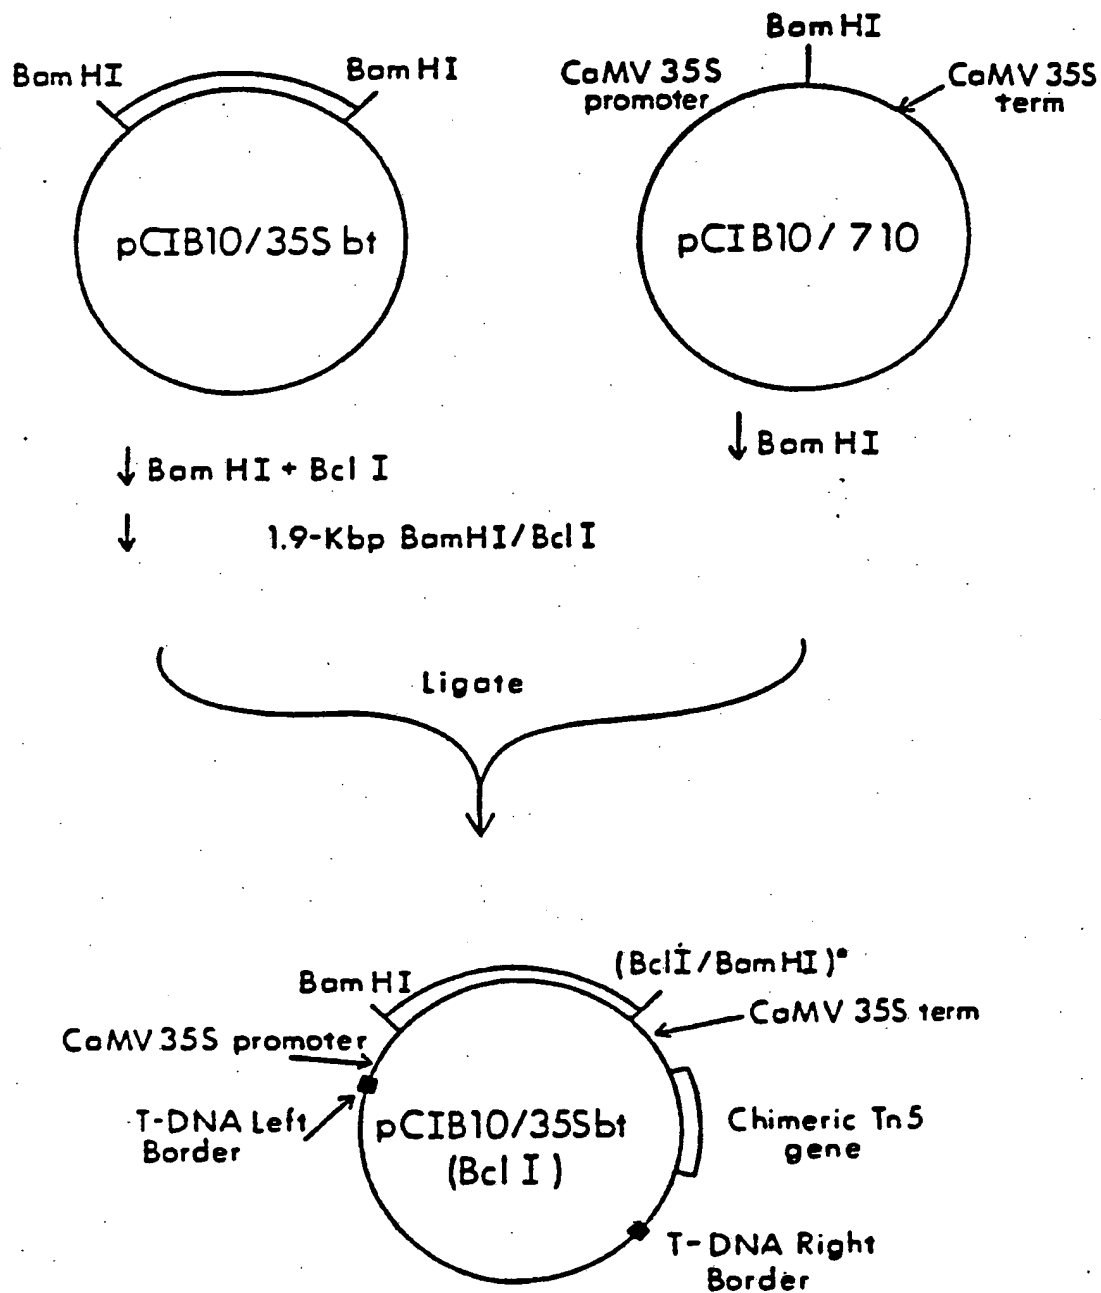 Bam HI
Bam HI
pCIB10/35S bt
Bam HI
CaMV 35S
promoter
CaMV 35S
term
pCIB10/710
Bam HI + Bcl I
1.9-Kbp BamHI/Bcl I
Bam HI
Ligate
Bam HI
(BclI/BamHI)*
CaMV 35S promoter
CaMV 35S term
T-DNA Left
Border
pCIB10/35Sbt
(Bcl I)
Chimeric Tn5
gene
T-DNA Right
Border